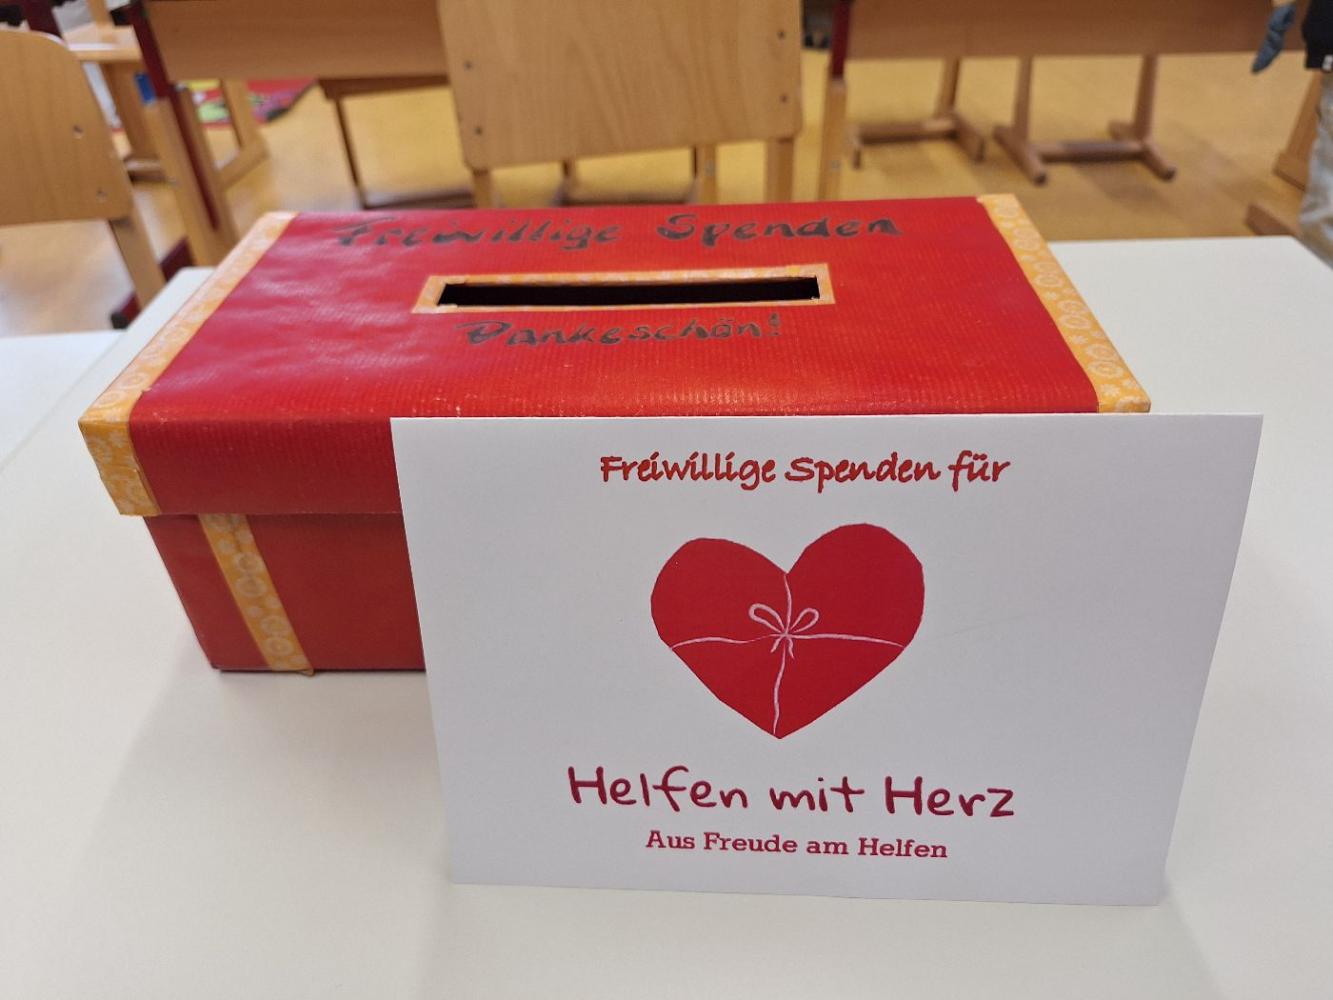 Freiwillige Spenden
Dankeschön!
Freiwillige Spenden für
Helfen mit Herz
Aus Freude am Helfen